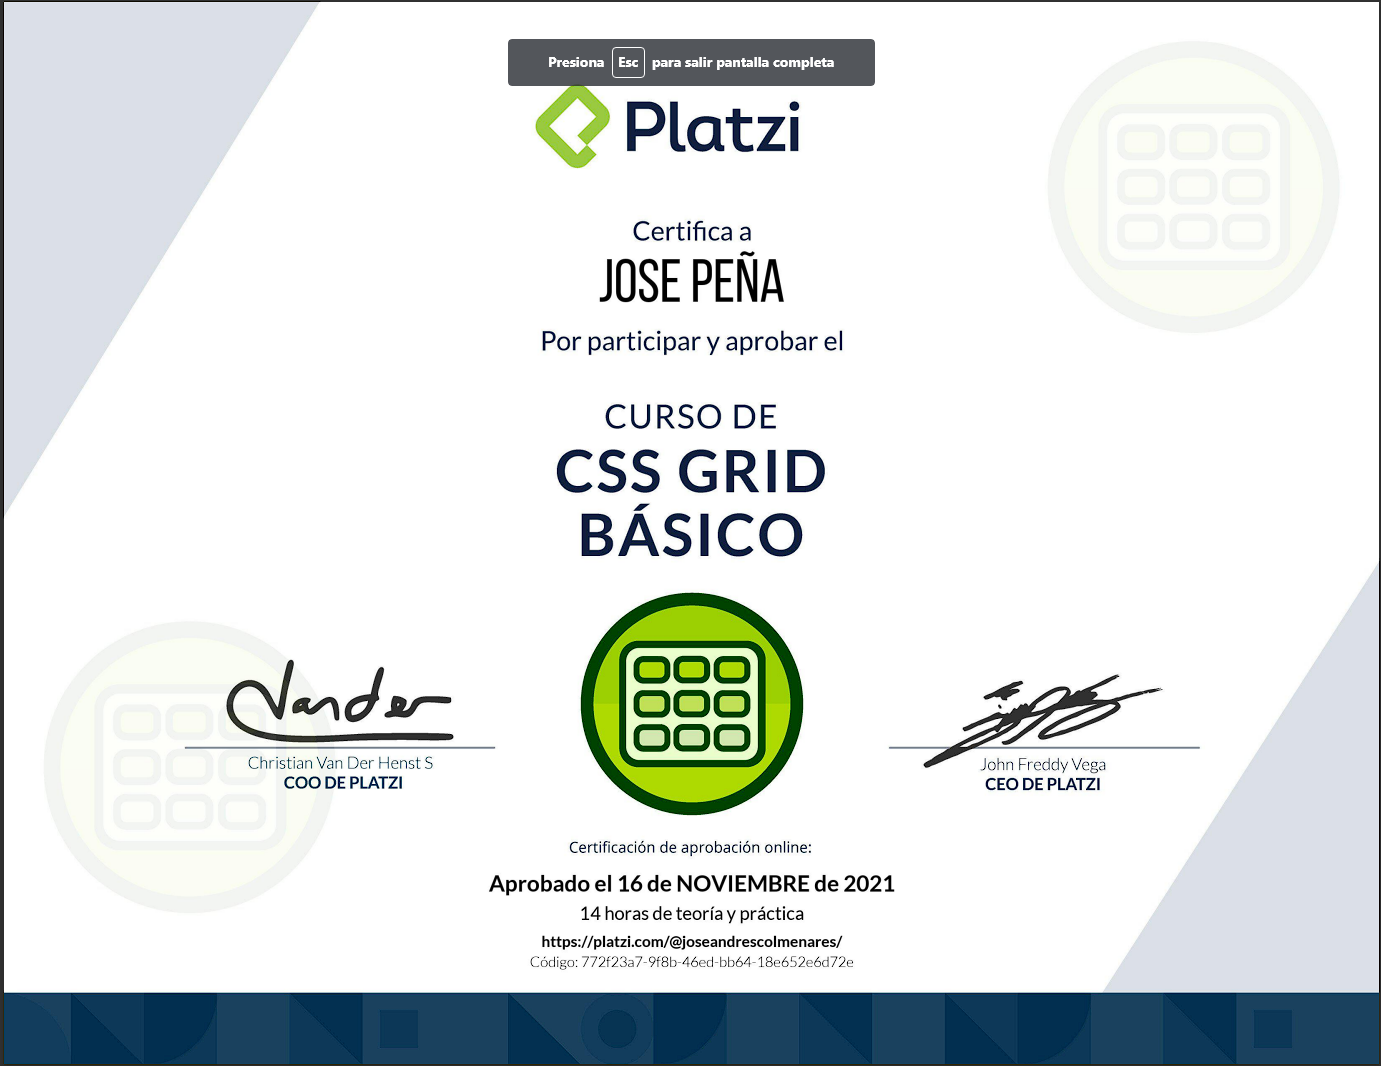 Presiona Esc para salir pantalla completa
Platzi
Certifica a
JOSE PEÑA
Por participar y aprobar el
CURSO DE
CSS GRID
BÁSICO
Vander
Christian Van Der Henst S
COO DE PLATZI
John Freddy Vega
CEO DE PLATZI
Certificación de aprobación online:
Aprobado el 16 de NOVIEMBRE de 2021
14 horas de teoría y práctica
https://platzi.com/@joseandrescolmenares/
Código: 772f23a7-9f8b-46ed-bb64-18e652e6d72e